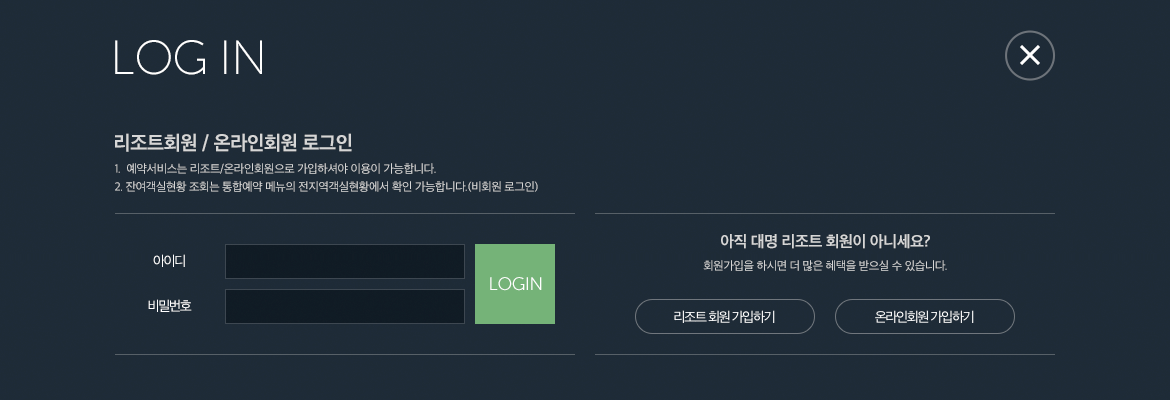 LOG IN
리조트회원 / 온라인회원 로그인
1. 예약서비스는 리조트/온라인회원으로 가입하셔야 이용이 가능합니다.
2. 잔여객실현황 조회는 통합예약 메뉴의 전지역객실현황에서 확인 가능합니다.(비회원 로그인)
아이디
비밀번호
LOGIN
아직 대명 리조트 회원이 아니세요?
회원가입을 하시면 더 많은 혜택을 받으실 수 있습니다.
리조트 회원 가입하기
온라인회원 가입하기